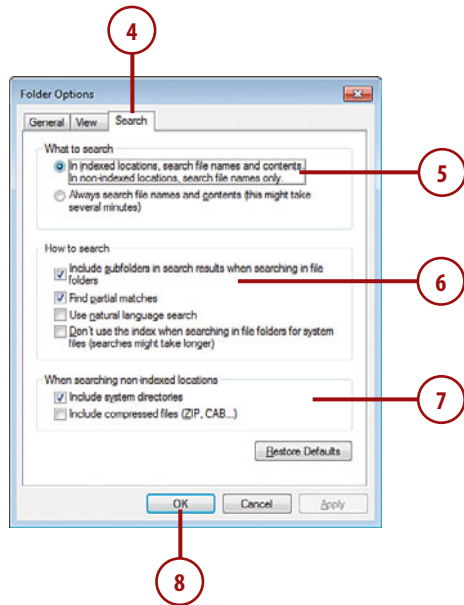 4
Folder Options
General View Search
What to search
In indexed locations, search file names and contents.
In non-indexed locations, search file names only.
5
Always search file names and contents (this might take
several minutes)
How to search
Include subfolders in search results when searching in file
folders
6
Find partial matches
Use natural language search
Don't use the index when searching in file folders for system
files (searches might take longer)
When searching non-indexed locations
Include system directories
7
Include compressed files (ZIP, CAB...)
Restore Defaults
OK Cancel Apply
8